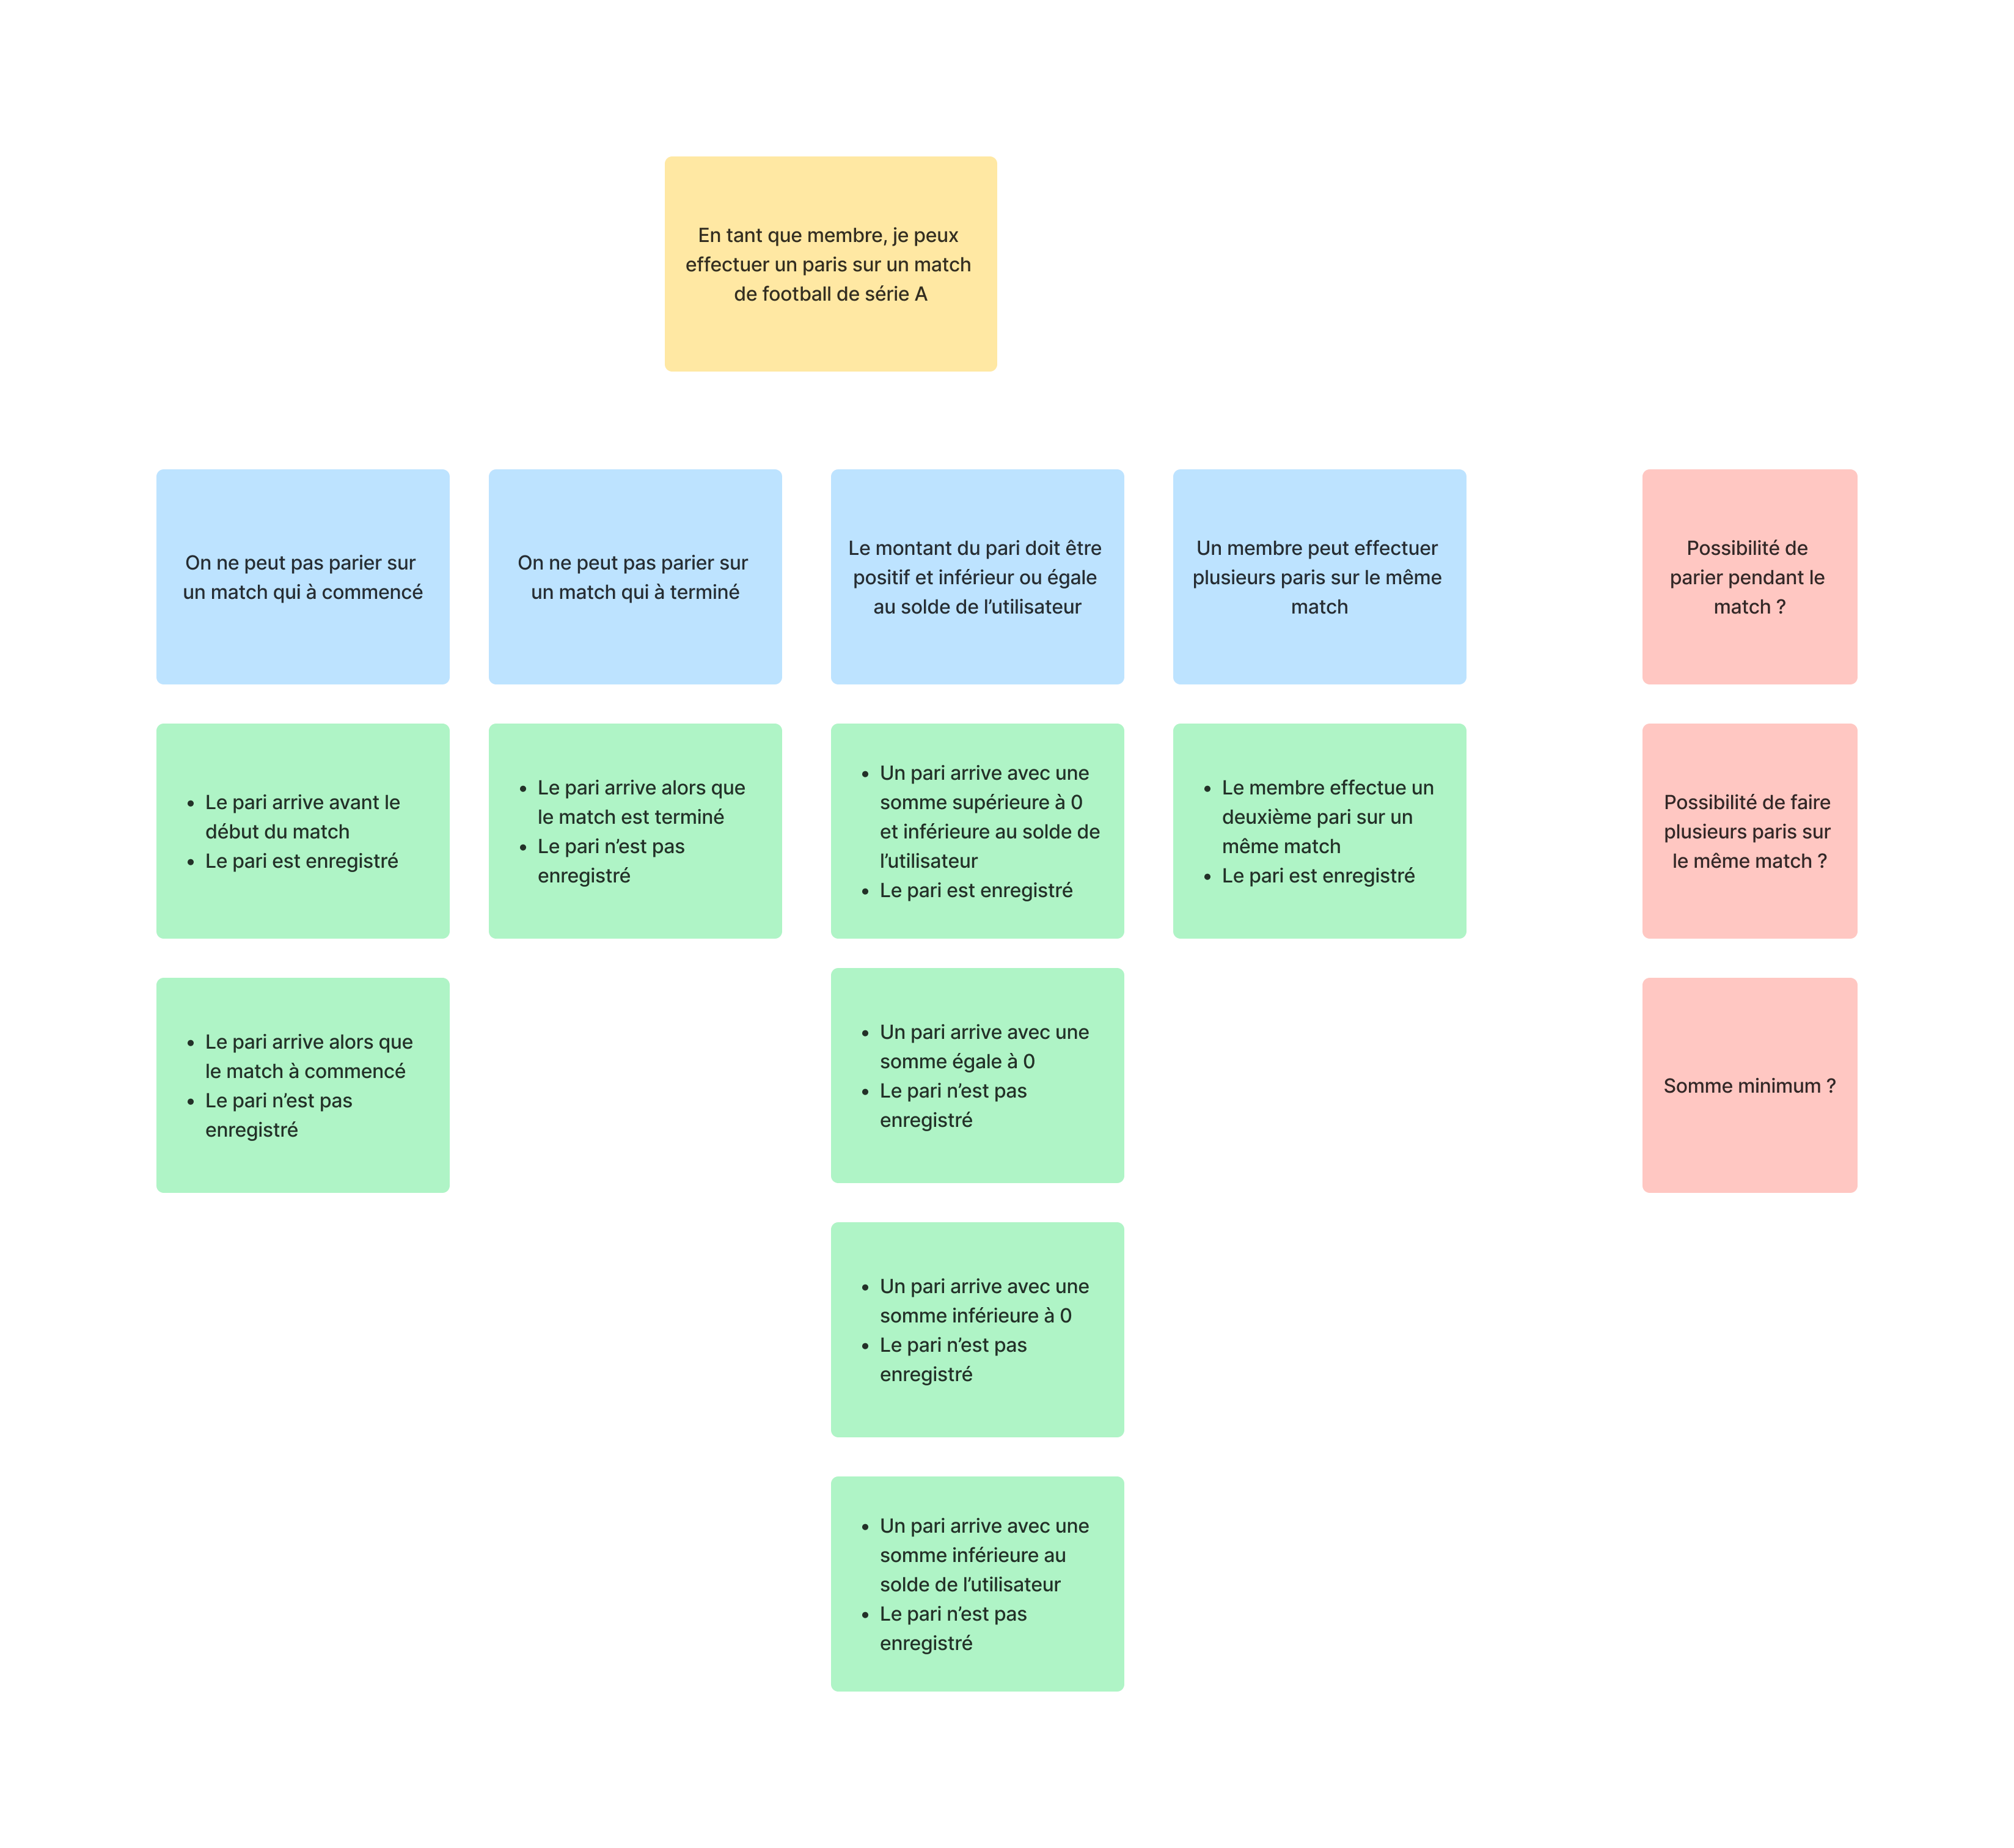 En tant que membre, je peux
effectuer un paris sur un match
de football de série A
On ne peut pas parier sur
un match qui à commencé
On ne peut pas parier sur
un match qui à terminé
Le montant du pari doit être
positif et inférieur ou égale
au solde de l’utilisateur
Un membre peut effectuer
plusieurs paris sur le même
match
Possibilité de
parier pendant le
match ?
• Le pari arrive avant le
début du match
• Le pari est enregistré
• Le pari arrive alors que
le match est terminé
• Le pari n’est pas
enregistré
• Un pari arrive avec une
somme supérieure à 0
et inférieure au solde de
l’utilisateur
• Le pari est enregistré
• Le membre effectue un
deuxième pari sur un
même match
• Le pari est enregistré
Possibilité de faire
plusieurs paris sur
le même match ?
• Le pari arrive alors que
le match à commencé
• Le pari n’est pas
enregistré
• Un pari arrive avec une
somme égale à 0
• Le pari n’est pas
enregistré
Somme minimum ?
• Un pari arrive avec une
somme inférieure à 0
• Le pari n’est pas
enregistré
• Un pari arrive avec une
somme inférieure au
solde de l’utilisateur
• Le pari n’est pas
enregistré